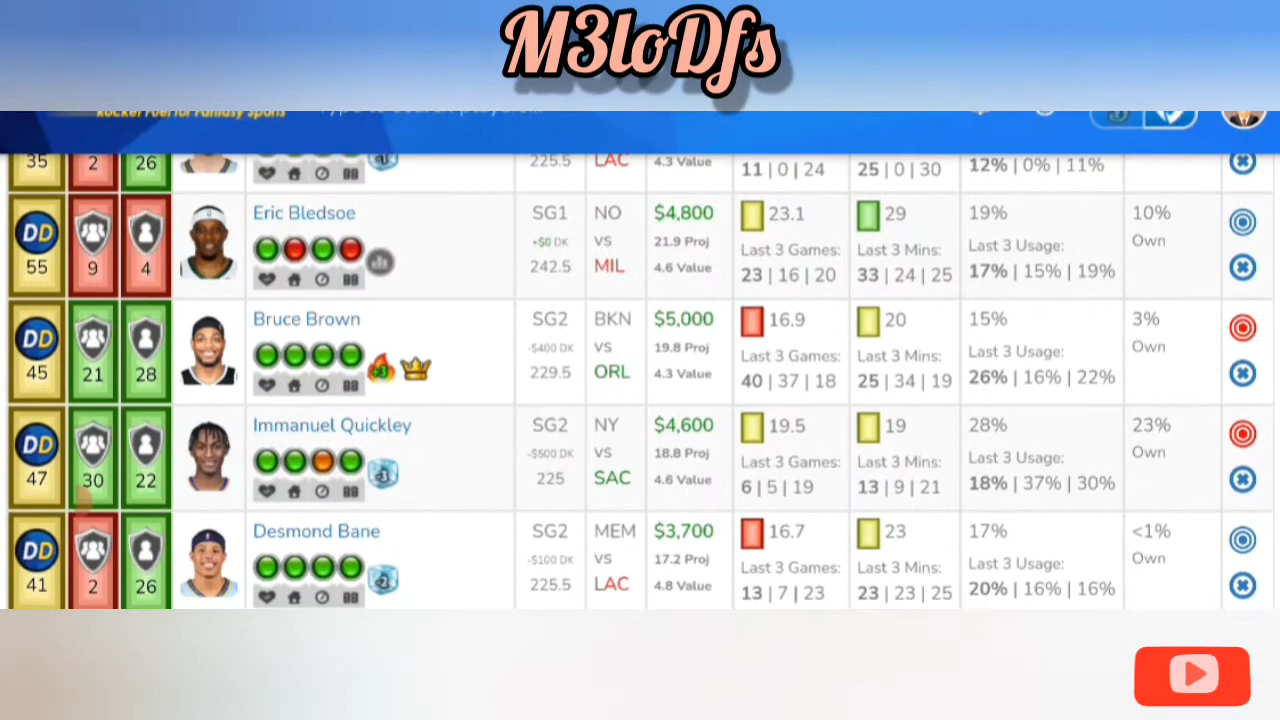 M3loDfs
Rocket Fuel for Fantasy Sports
35 2 26 225.5 LAC 4.3 Value 11 | 0 | 24 25 | 0 | 30 12% | 0% | 11%
Eric Bledsoe SG1 NO $4,800 23.1 29 19% 10%
DD +$0 DK VS 21.9 Proj Last 3 Games: Last 3 Mins: Last 3 Usage: Own
55 9 4 242.5 MIL 4.6 Value 23 | 16 | 20 33 | 24 | 25 17% | 15% | 19%
Bruce Brown SG2 BKN $5,000 16.9 20 15% 3%
DD -$400 DK VS 19.8 Proj Last 3 Games: Last 3 Mins: Last 3 Usage: Own
45 21 28 229.5 ORL 4.3 Value 40 | 37 | 18 25 | 34 | 19 26% | 16% | 22%
Immanuel Quickley SG2 NY $4,600 19.5 19 28% 23%
DD -$500 DK VS 18.8 Proj Last 3 Games: Last 3 Mins: Last 3 Usage: Own
47 30 22 225 SAC 4.6 Value 6 | 5 | 19 13 | 9 | 21 18% | 37% | 30%
Desmond Bane SG2 MEM $3,700 16.7 23 17% <1%
DD -$100 DK VS 17.2 Proj Last 3 Games: Last 3 Mins: Last 3 Usage: Own
41 2 26 225.5 LAC 4.8 Value 13 | 7 | 23 23 | 23 | 25 20% | 16% | 16%